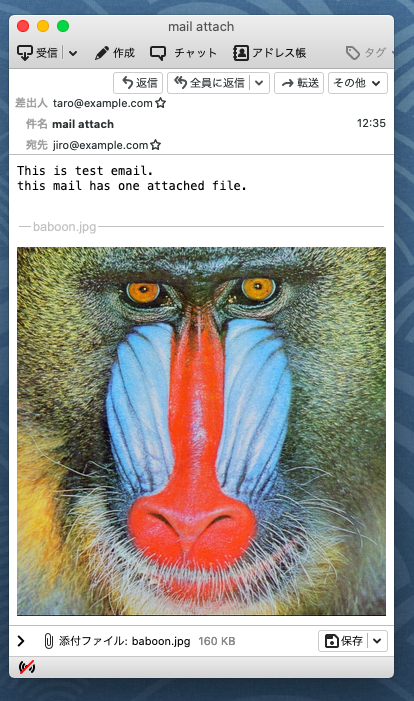 mail attach
受信 作成 チャット アドレス帳 タグ
返信 全員に返信 転送 その他
差出人 taro@example.com
件名 mail attach 12:35
宛先 jiro@example.com
This is test email.
this mail has one attached file.
baboon.jpg
添付ファイル: baboon.jpg 160 KB 保存